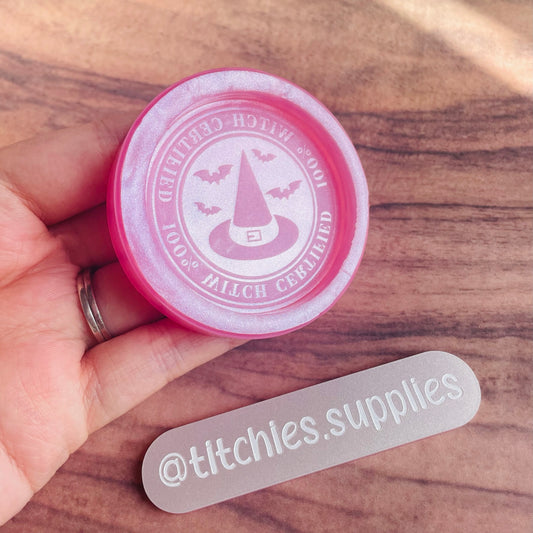 100% WITCH CERTIFIED
100% WITCH CERTIFIED
@titchies.supplies